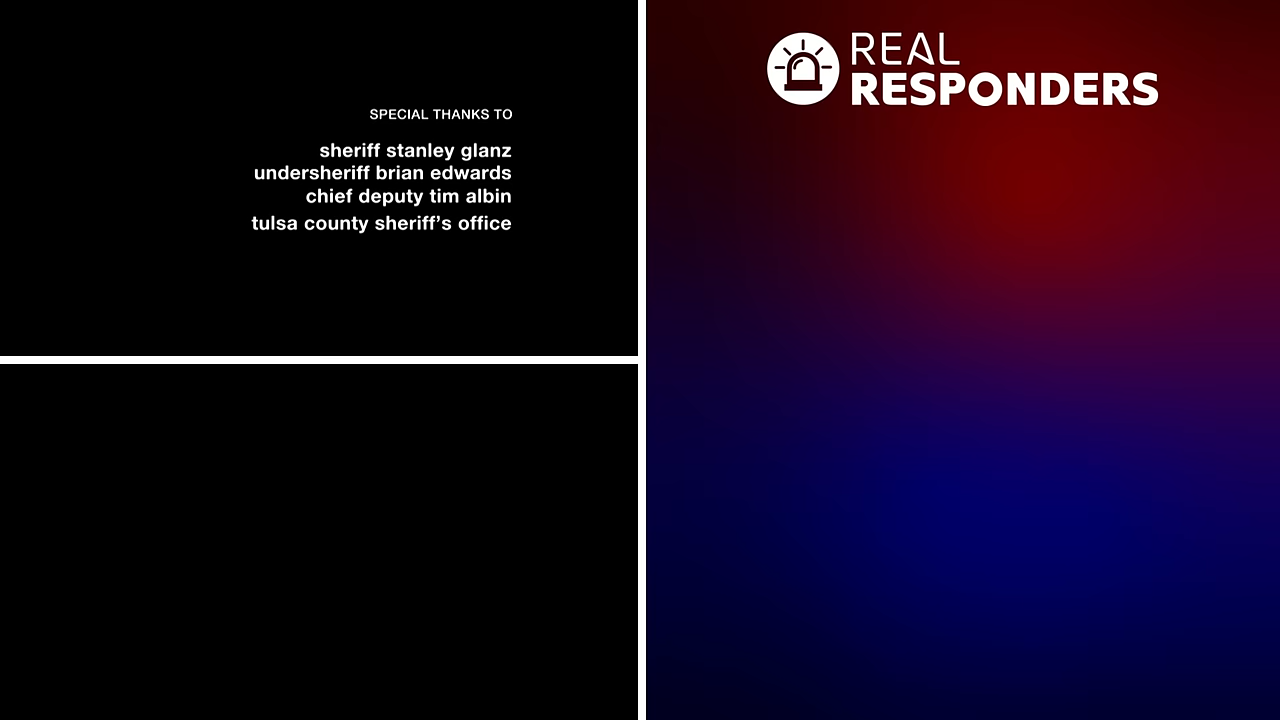 SPECIAL THANKS TO
sheriff stanley glanz
undersheriff brian edwards
chief deputy tim albin
tulsa county sheriff's office
REAL
RESPONDERS